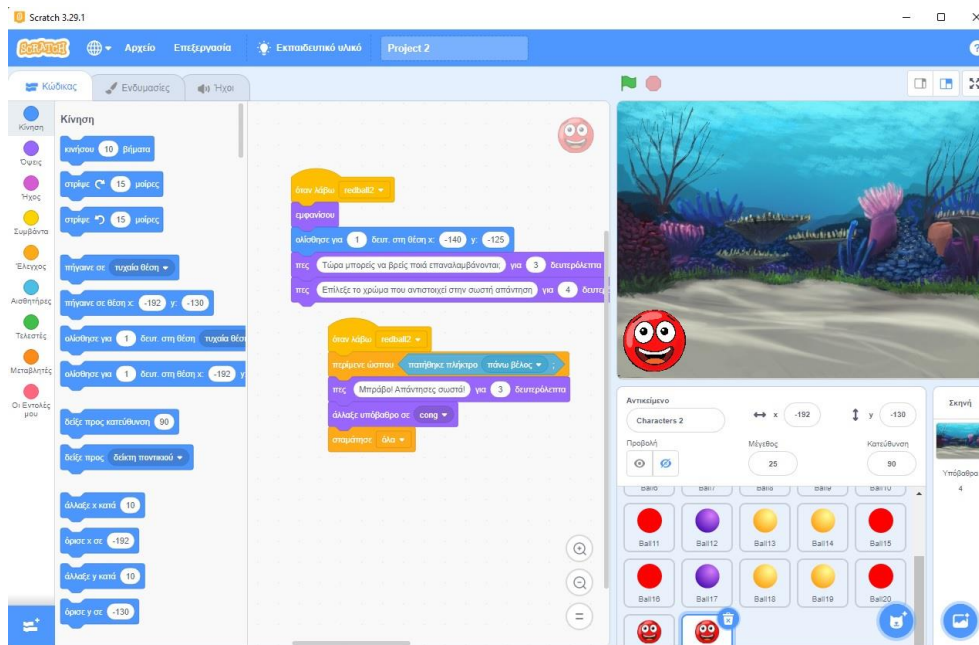 Scratch 3.29.1
SCRATCH
Αρχείο
Επεξεργασία
Εκπαιδευτικό υλικό
Project 2
Κώδικας
Ενδυμασίες
Ήχοι
Κίνηση
Όψεις
Ήχος
Συμβάντα
Έλεγχος
Αισθητήρες
Τελεστές
Μεταβλητές
Οι Εντολές μου
Κίνηση
κινήσου 10 βήματα
στρίψε 15 μοίρες
στρίψε 15 μοίρες
πήγαινε σε τυχαία θέση
πήγαινε σε θέση x: -192 y: -130
ολίσθησε για 1 δευτ. στη θέση τυχαία θέση
ολίσθησε για 1 δευτ. στη θέση x: -192 y
δείξε προς κατεύθυνση 90
δείξε προς δείκτη ποντικιού
άλλαξε x κατά 10
όρισε x σε -192
άλλαξε y κατά 10
όρισε y σε -130
όταν λάβω redball2
εμφανίσου
ολίσθησε για 1 δευτ. στη θέση x: -140 y: -125
πες Τώρα μπορείς να βρείς ποιά επαναλαμβάνονται; για 3 δευτερόλεπτα
πες Επίλεξε το χρώμα που αντιστοιχεί στην σωστή απάντηση για 4
όταν λάβω redball2
περίμενε ώσπου πατήθηκε πλήκτρο πάνω βέλος ;
πες Μπράβο! Απάντησες σωστά! για 3 δευτερόλεπτα
άλλαξε υπόβαθρο σε cong
σταμάτησε όλα
Αντικείμενο
Characters 2
x -192
y -130
Προβολή
Μέγεθος
25
Κατεύθυνση
90
Ball11 Ball12 Ball13 Ball14 Ball15
Ball16 Ball17 Ball18 Ball19 Ball20
Σκηνή
Υπόβαθρα
4